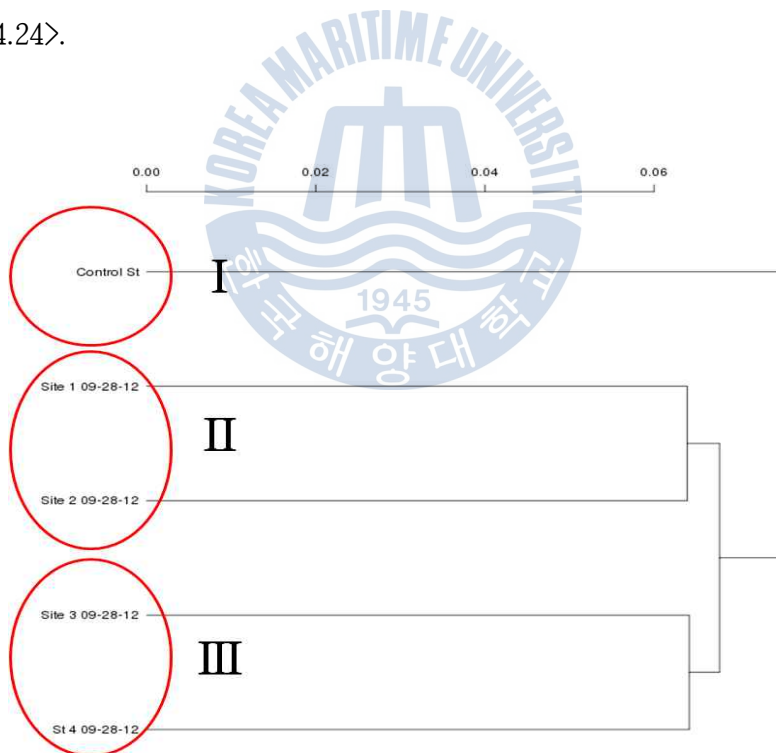 4.24>.
KOREA MARITIME UNIVERSITY
0.00 0.02 0.04 0.06
Control St
I
1945
한국해양대학교
Site 1 09-28-12
II
Site 2 09-28-12
Site 3 09-28-12
III
St 4 09-28-12